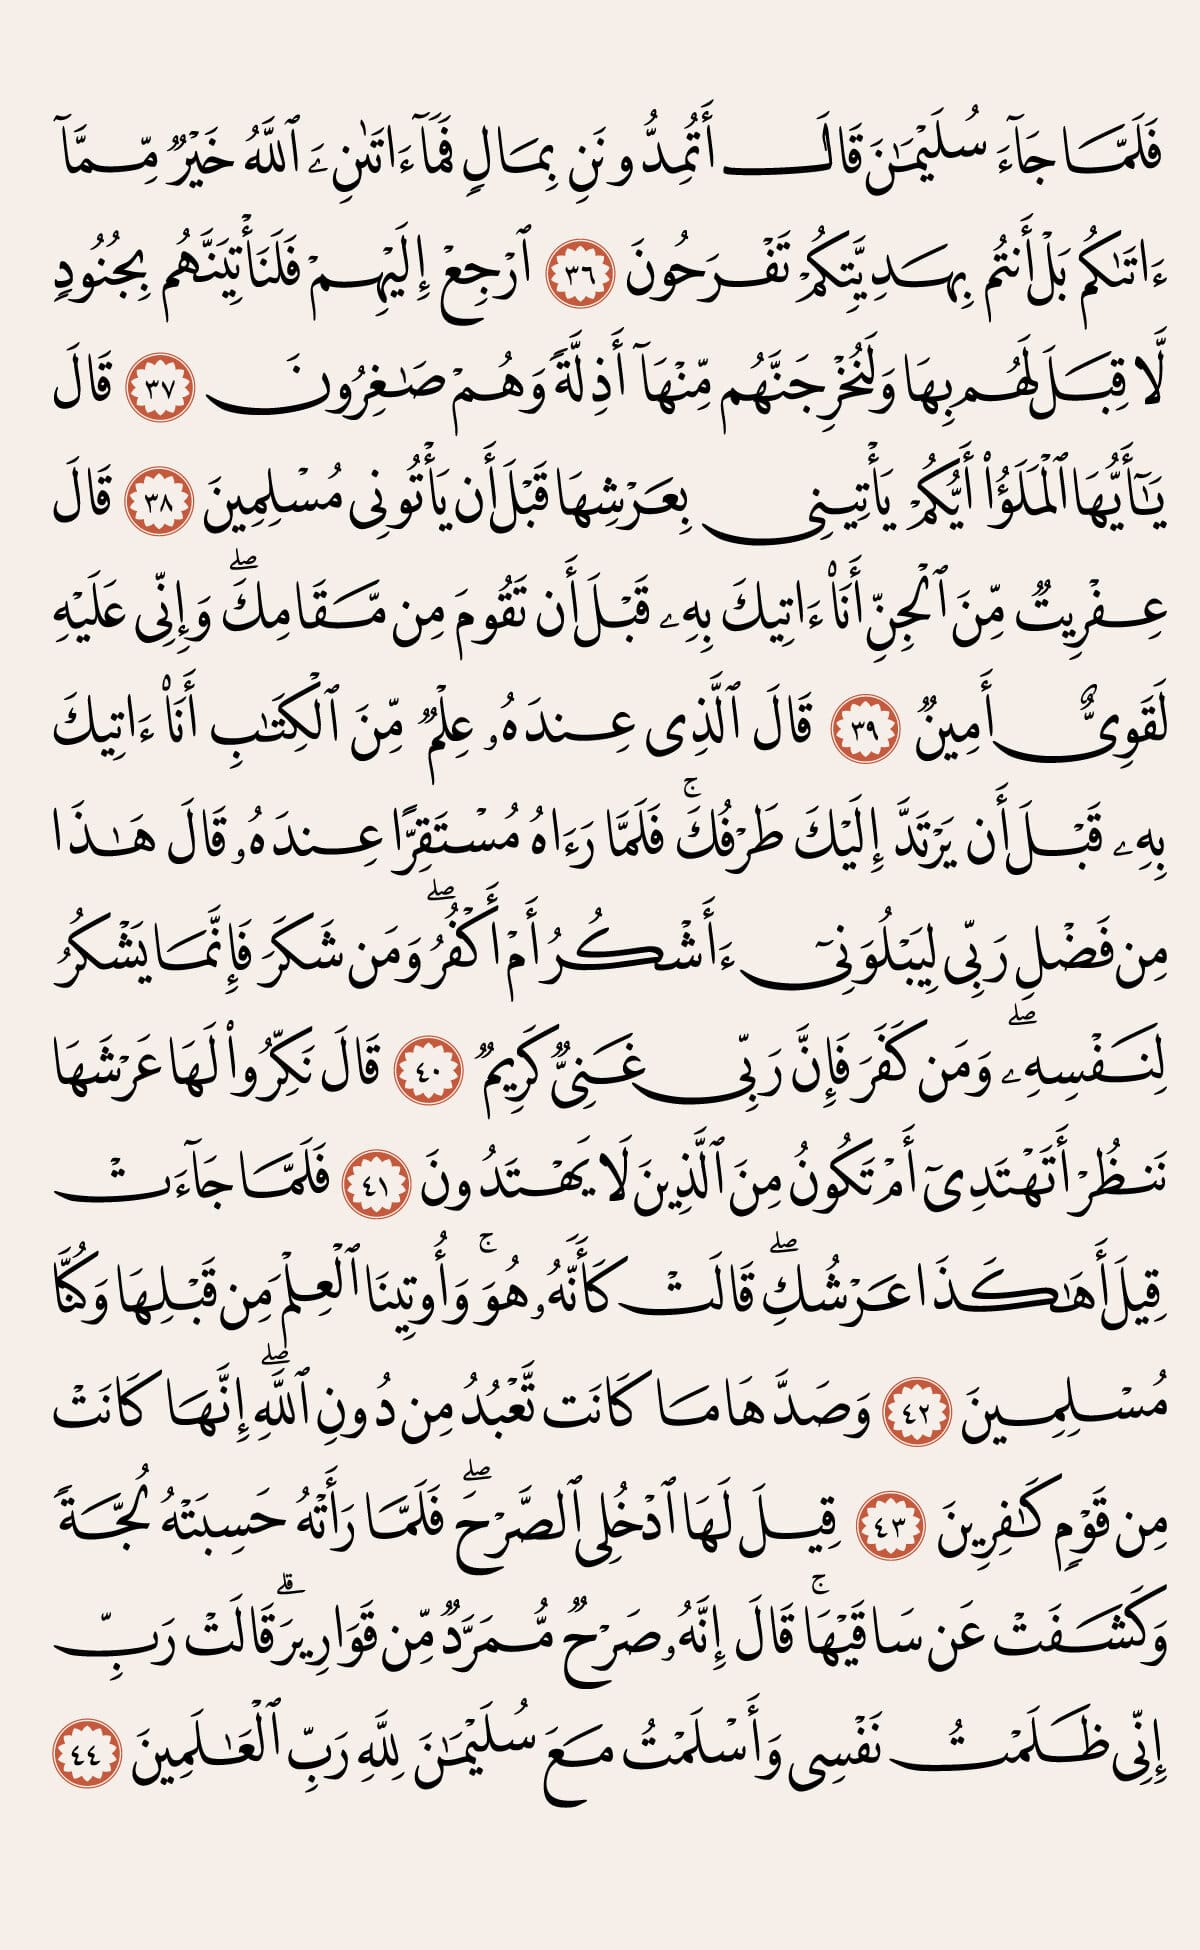 فَلَمَّا جَآءَ سُلَيْمَٰنَ قَالَ أَتُمِدُّونَنِ بِمَالٍ فَمَآ ءَاتَىٰنِۦَ ٱللَّهُ خَيْرٌ مِّمَّآ
ءَاتَىٰكُم بَلْ أَنتُم بِهَدِيَّتِكُمْ تَفْرَحُونَ ٣٦ ٱرْجِعْ إِلَيْهِمْ فَلَنَأْتِيَنَّهُم بِجُنُودٍ
لَّا قِبَلَ لَهُم بِهَا وَلَنُخْرِجَنَّهُم مِّنْهَآ أَذِلَّةً وَهُمْ صَٰغِرُونَ ٣٧ قَالَ
يَٰٓأَيُّهَا ٱلْمَلَؤُا۟ أَيُّكُمْ يَأْتِينِى بِعَرْشِهَا قَبْلَ أَن يَأْتُونِى مُسْلِمِينَ ٣٨ قَالَ
عِفْرِيتٌ مِّنَ ٱلْجِنِّ أَنَا۠ ءَاتِيكَ بِهِۦ قَبْلَ أَن تَقُومَ مِن مَّقَامِكَ ۖ وَإِنِّى عَلَيْهِ
لَقَوِىٌّ أَمِينٌ ٣٩ قَالَ ٱلَّذِى عِندَهُۥ عِلْمٌ مِّنَ ٱلْكِتَٰبِ أَنَا۠ ءَاتِيكَ
بِهِۦ قَبْلَ أَن يَرْتَدَّ إِلَيْكَ طَرْفُكَ ۚ فَلَمَّا رَءَاهُ مُسْتَقِرًّا عِندَهُۥ قَالَ هَٰذَا
مِن فَضْلِ رَبِّى لِيَبْلُوَنِىٓ ءَأَشْكُرُ أَمْ أَكْفُرُ ۖ وَمَن شَكَرَ فَإِنَّمَا يَشْكُرُ
لِنَفْسِهِۦ ۖ وَمَن كَفَرَ فَإِنَّ رَبِّى غَنِىٌّ كَرِيمٌ ٤٠ قَالَ نَكِّرُوا۟ لَهَا عَرْشَهَا
نَنظُرْ أَتَهْتَدِىٓ أَمْ تَكُونُ مِنَ ٱلَّذِينَ لَا يَهْتَدُونَ ٤١ فَلَمَّا جَآءَتْ
قِيلَ أَهَٰكَذَا عَرْشُكِ ۖ قَالَتْ كَأَنَّهُۥ هُوَ ۚ وَأُوتِينَا ٱلْعِلْمَ مِن قَبْلِهَا وَكُنَّا
مُسْلِمِينَ ٤٢ وَصَدَّهَا مَا كَانَت تَّعْبُدُ مِن دُونِ ٱللَّهِ ۖ إِنَّهَا كَانَتْ
مِن قَوْمٍ كَٰفِرِينَ ٤٣ قِيلَ لَهَا ٱدْخُلِى ٱلصَّرْحَ ۖ فَلَمَّا رَأَتْهُ حَسِبَتْهُ لُجَّةً
وَكَشَفَتْ عَن سَاقَيْهَا ۚ قَالَ إِنَّهُۥ صَرْحٌ مُّمَرَّدٌ مِّن قَوَارِيرَ ۗ قَالَتْ رَبِّ
إِنِّى ظَلَمْتُ نَفْسِى وَأَسْلَمْتُ مَعَ سُلَيْمَٰنَ لِلَّهِ رَبِّ ٱلْعَٰلَمِينَ ٤٤